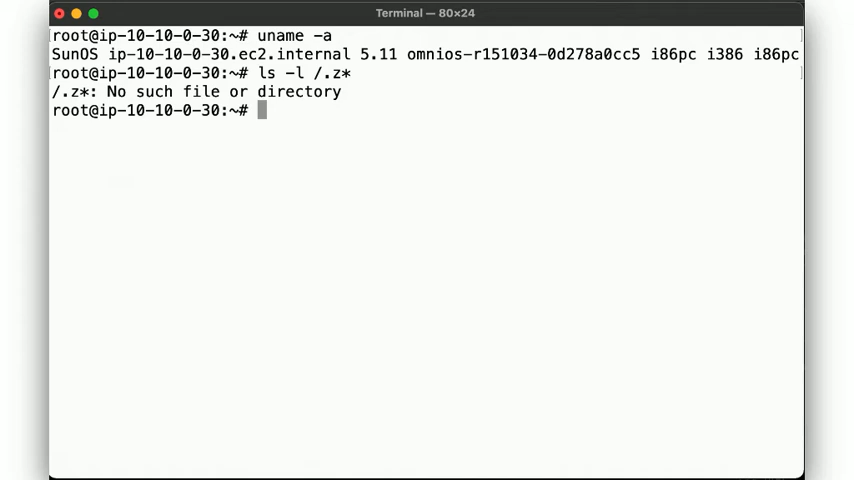 Terminal — 80×24
root@ip-10-10-0-30:~# uname -a
SunOS ip-10-10-0-30.ec2.internal 5.11 omnios-r151034-0d278a0cc5 i86pc i386 i86pc
root@ip-10-10-0-30:~# ls -l /.z*
/.z*: No such file or directory
root@ip-10-10-0-30:~#